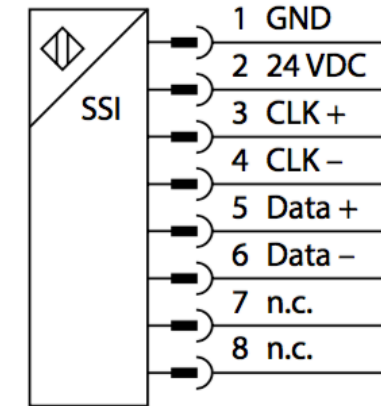 1 GND
2 24 VDC
SSI
3 CLK +
4 CLK –
5 Data +
6 Data –
7 n.c.
8 n.c.